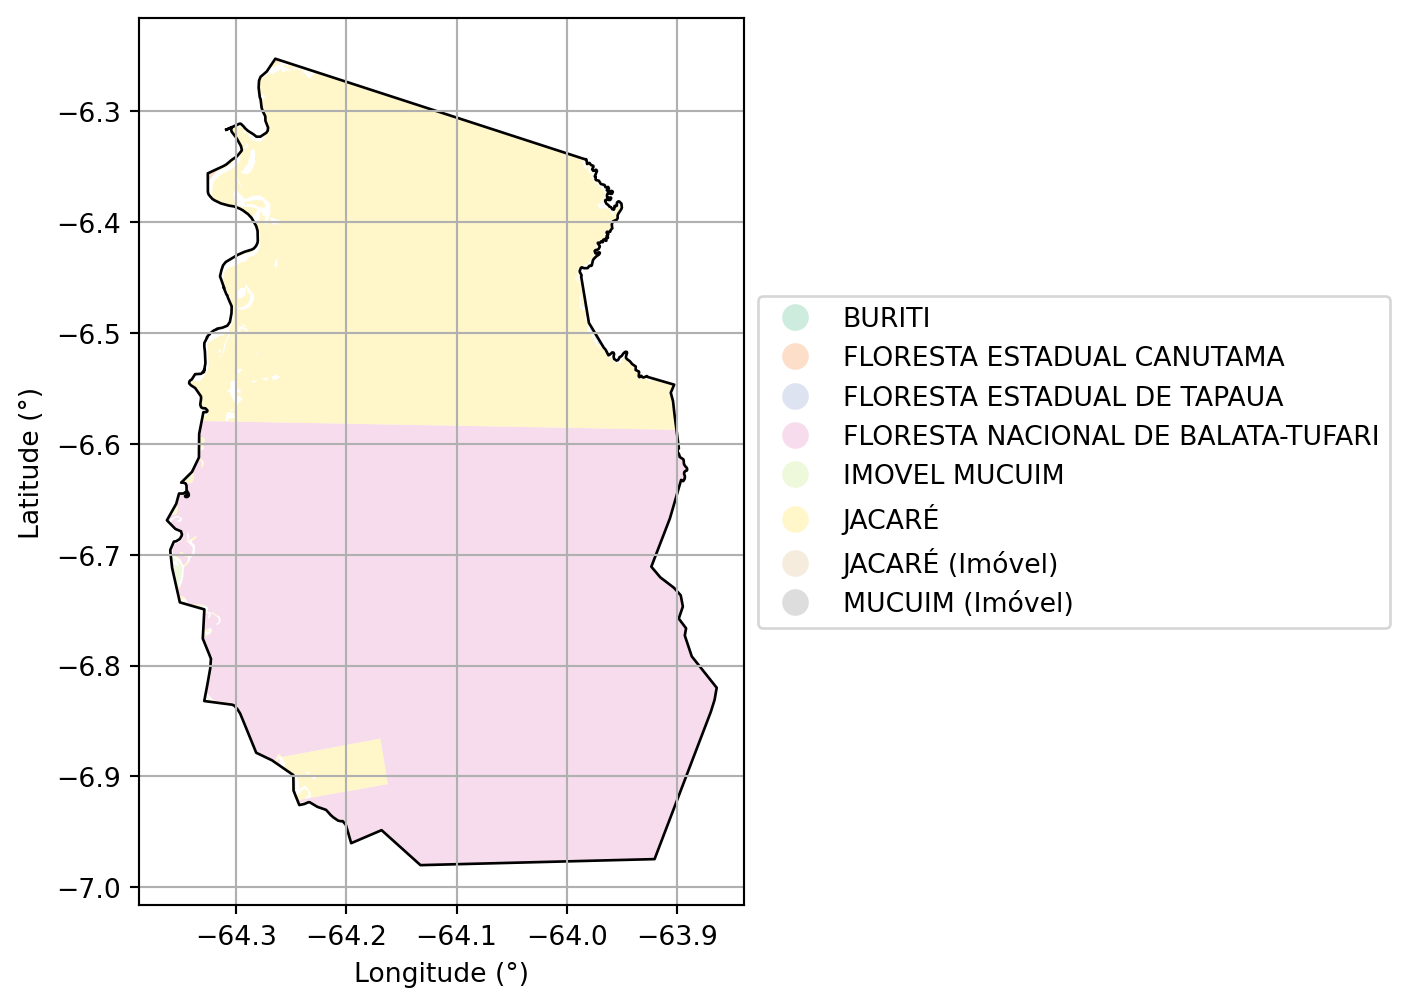 −6.3
−6.4
−6.5
−6.6
−6.7
−6.8
−6.9
−7.0
Latitude (°)
−64.3 −64.2 −64.1 −64.0 −63.9
Longitude (°)
BURITI
FLORESTA ESTADUAL CANUTAMA
FLORESTA ESTADUAL DE TAPAUA
FLORESTA NACIONAL DE BALATA-TUFARI
IMOVEL MUCUIM
JACARÉ
JACARÉ (Imóvel)
MUCUIM (Imóvel)